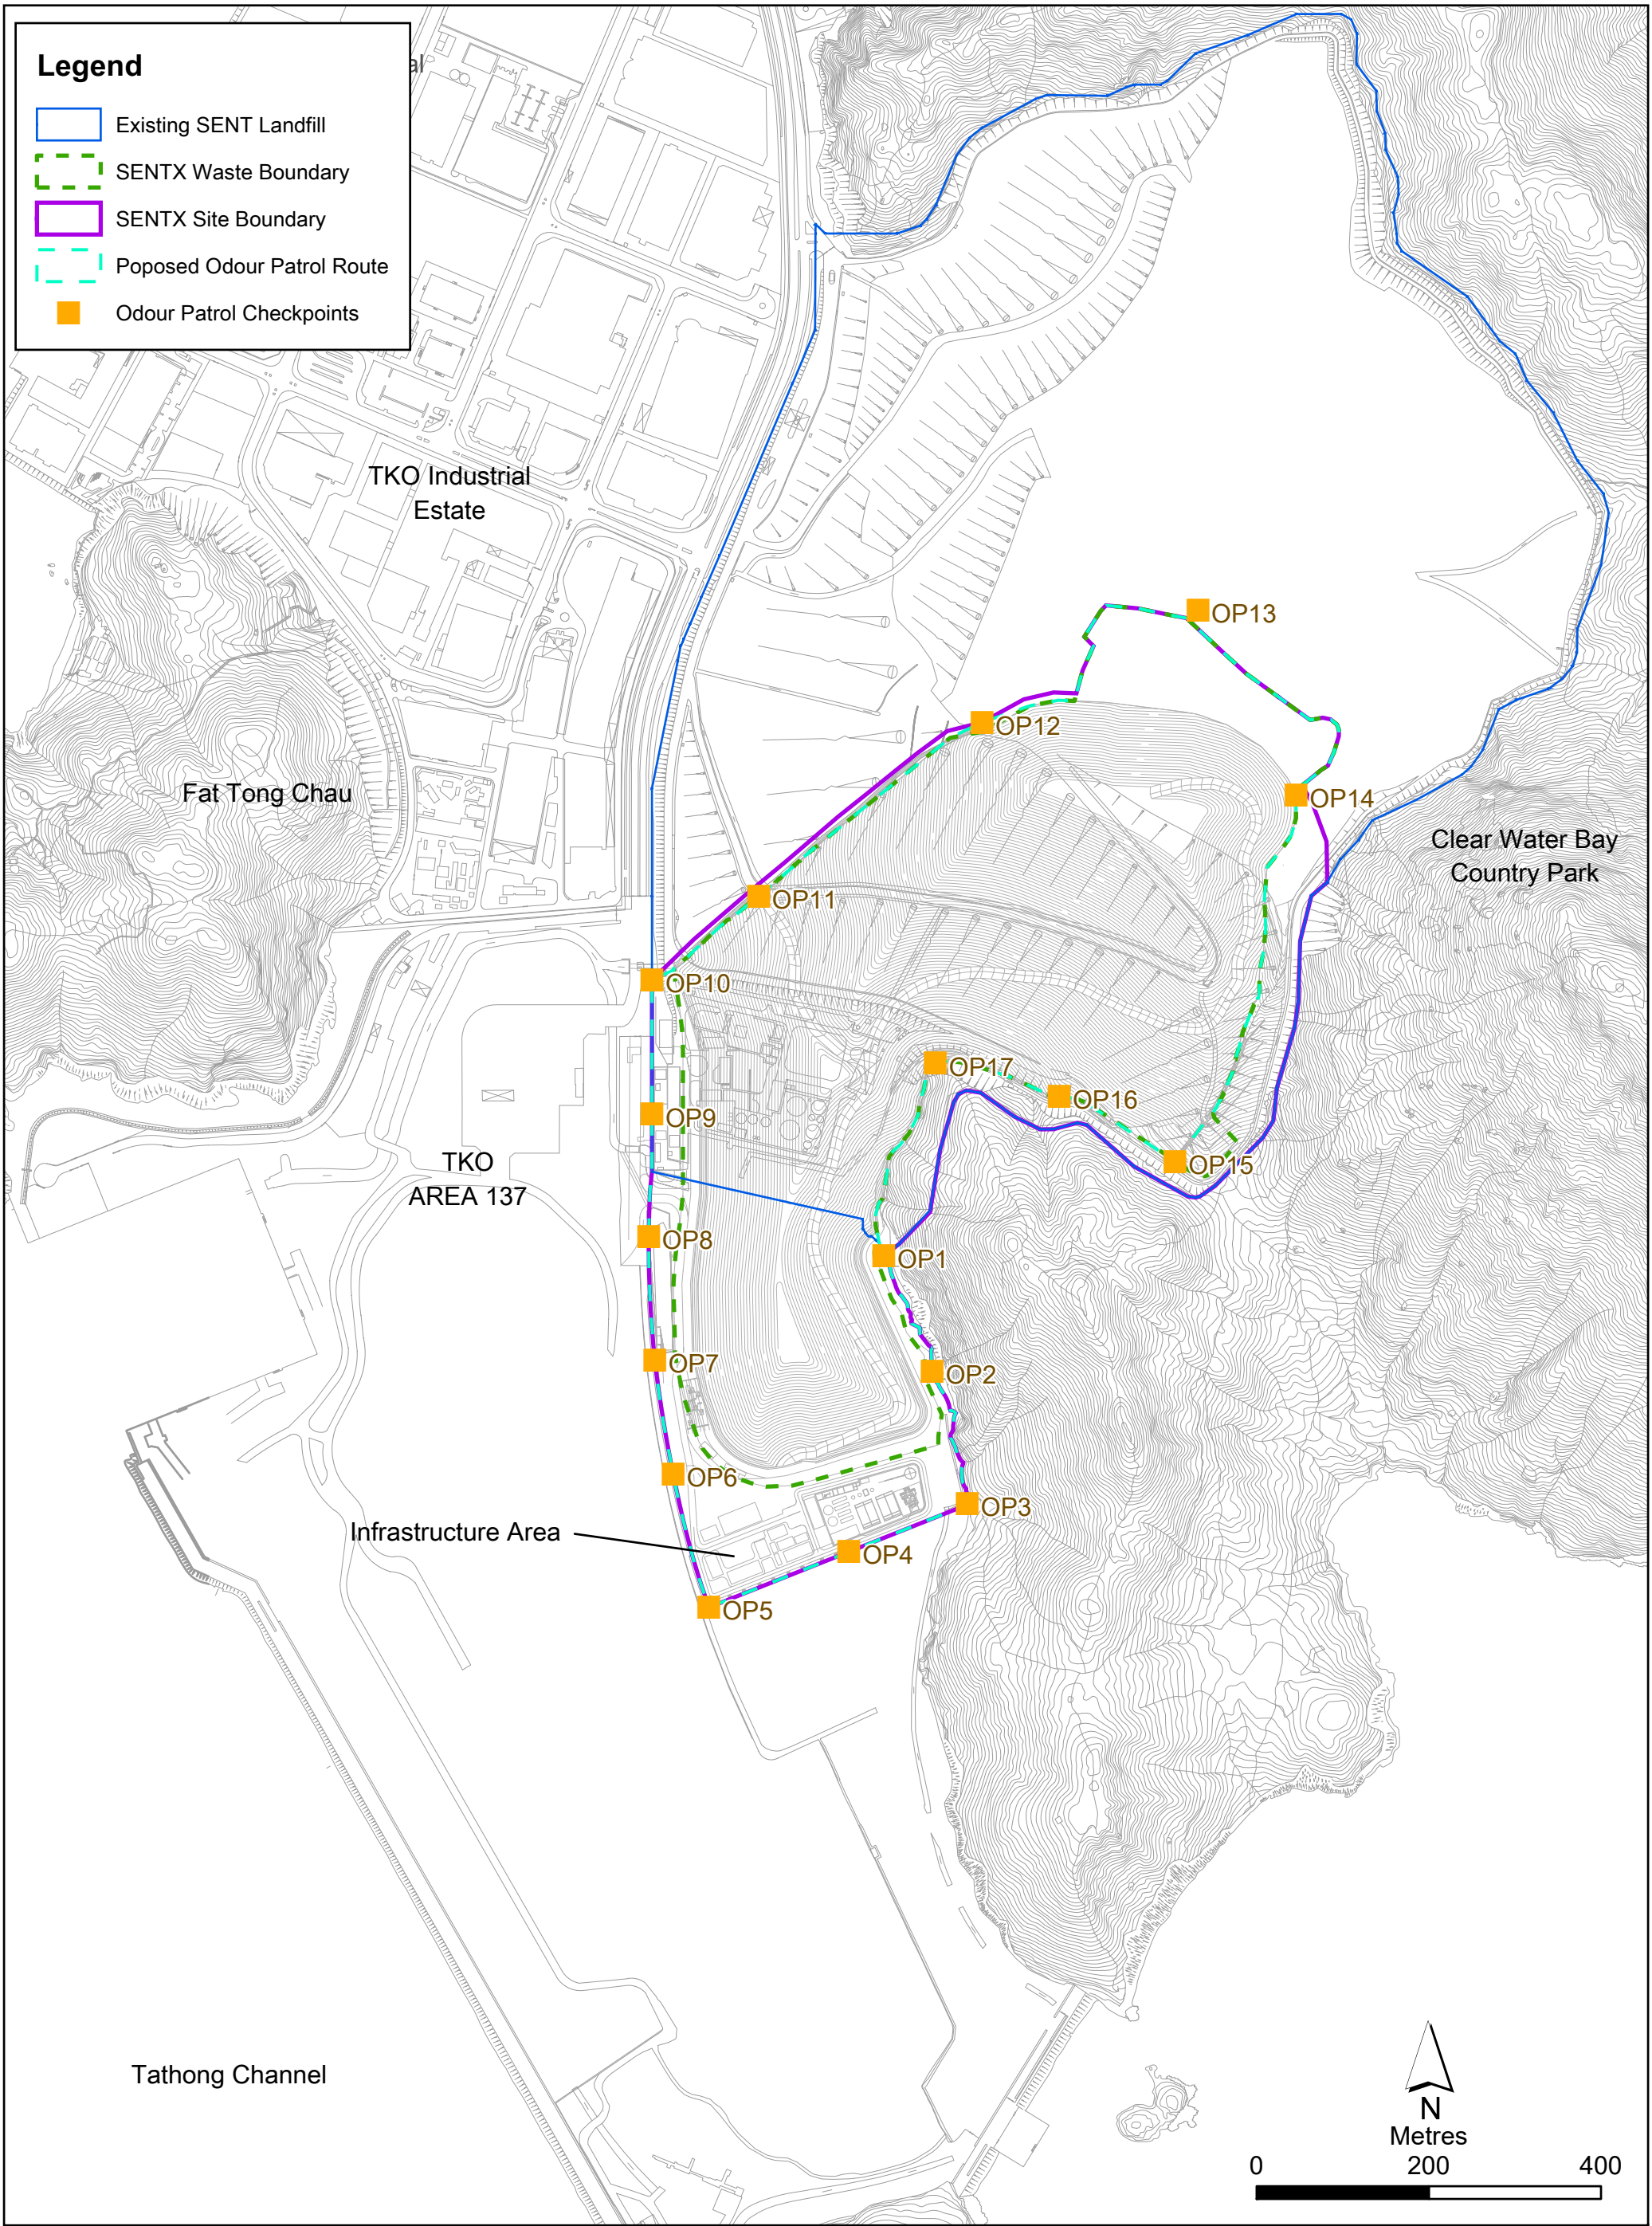 Legend
al
Existing SENT Landfill
SENTX Waste Boundary
SENTX Site Boundary
Poposed Odour Patrol Route
Odour Patrol Checkpoints
TKO Industrial
Estate
OP13
OP12
Fat Tong Chau
OP14
Clear Water Bay
Country Park
OP11
OP10
OP17
OP16
OP9
OP15
TKO
AREA 137
OP8
OP1
OP7
OP2
OP6
OP3
Infrastructure Area
OP4
OP5
Tathong Channel
N
Metres
0 200 400